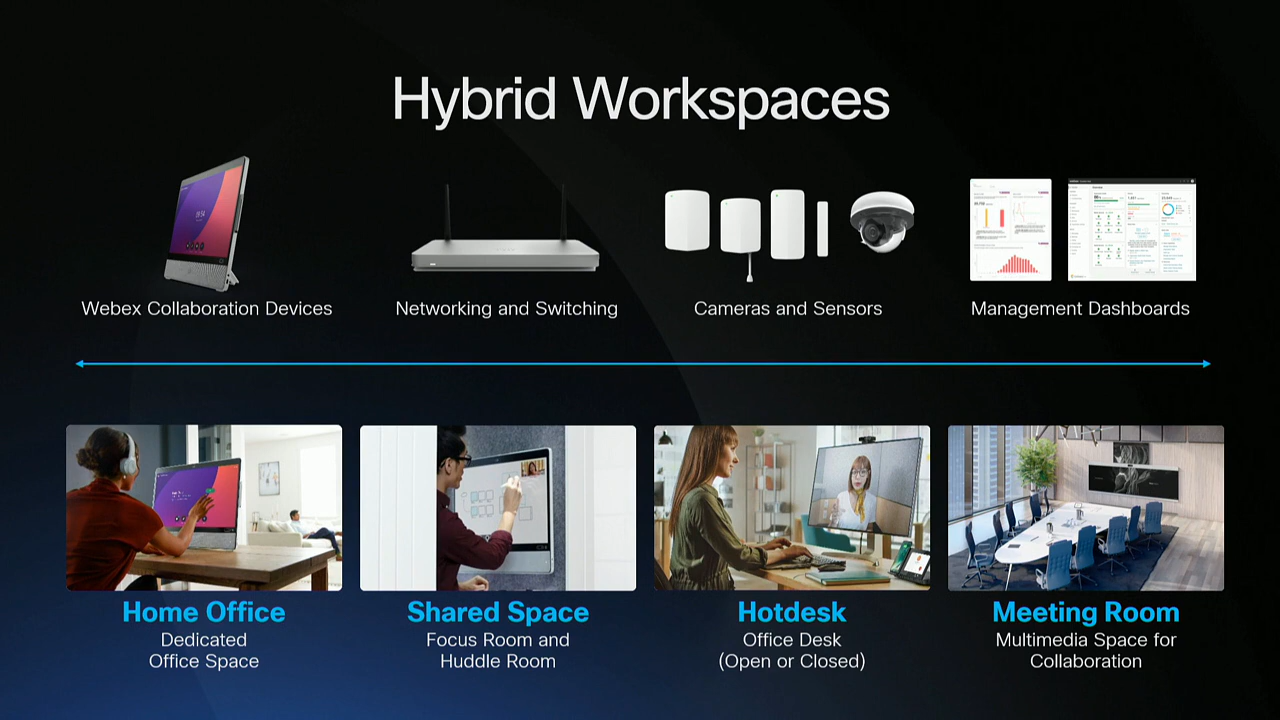 Hybrid Workspaces
Webex Collaboration Devices
Networking and Switching
Cameras and Sensors
Management Dashboards
Home Office
Dedicated
Office Space
Shared Space
Focus Room and
Huddle Room
Hotdesk
Office Desk
(Open or Closed)
Meeting Room
Multimedia Space for
Collaboration